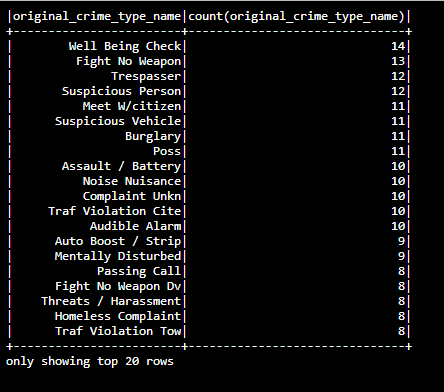 |original_crime_type_name|count(original_crime_type_name)|
+------------------------+-------------------------------+
|         Well Being Check|                             14|
|          Fight No Weapon|                             13|
|               Trespasser|                             12|
|        Suspicious Person|                             12|
|           Meet W/citizen|                             11|
|       Suspicious Vehicle|                             11|
|                 Burglary|                             11|
|                     Poss|                             11|
|        Assault / Battery|                             10|
|           Noise Nuisance|                             10|
|           Complaint Unkn|                             10|
|      Traf Violation Cite|                             10|
|            Audible Alarm|                             10|
|       Auto Boost / Strip|                              9|
|       Mentally Disturbed|                              9|
|             Passing Call|                              8|
|       Fight No Weapon Dv|                              8|
|     Threats / Harassment|                              8|
|       Homeless Complaint|                              8|
|       Traf Violation Tow|                              8|
+------------------------+-------------------------------+
only showing top 20 rows